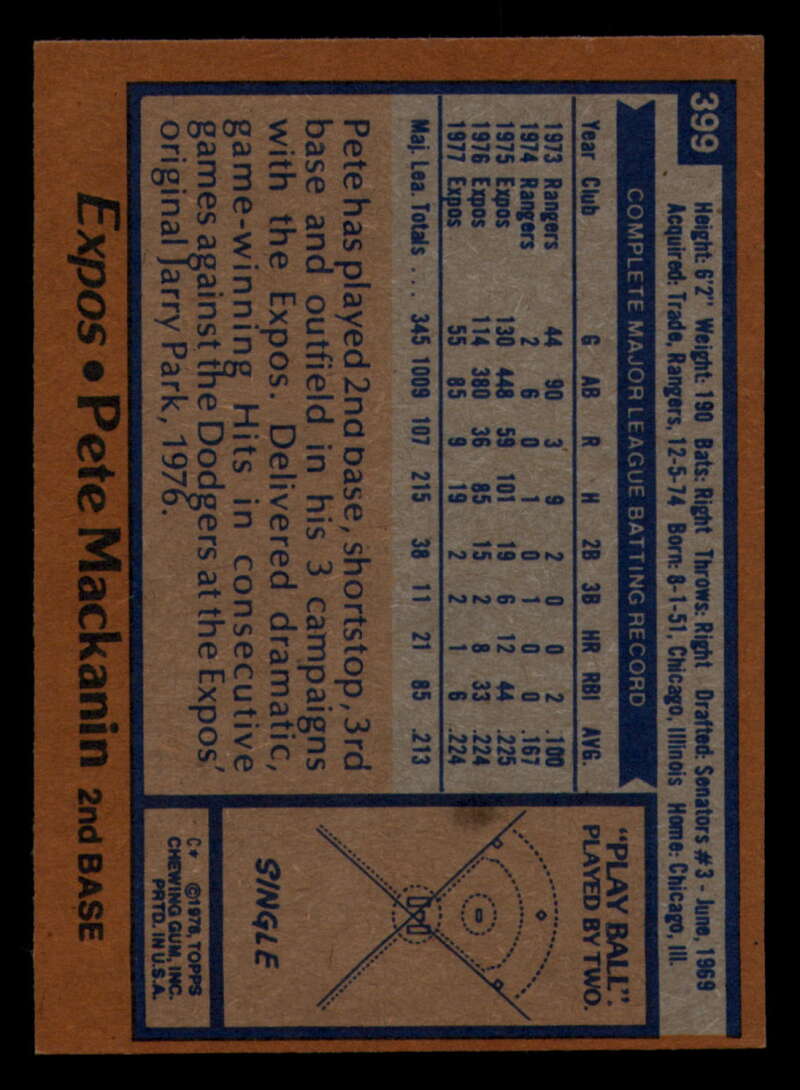 399
Height: 6'2" Weight: 190 Bats: Right Throws: Right Drafted: Senators #3 - June, 1969
Acquired: Trade, Rangers, 12-5-74 Born: 8-1-51, Chicago, Illinois Home: Chicago, Ill.
COMPLETE MAJOR LEAGUE BATTING RECORD
Year Club G AB R H 2B 3B HR RBI AVG.
1973 Rangers 44 90 3 9 2 0 0 2 .100
1974 Rangers 2 6 0 1 0 1 0 0 .167
1975 Expos 130 448 59 101 19 6 12 44 .225
1976 Expos 114 380 36 85 15 2 8 33 .224
1977 Expos 55 85 9 19 2 2 1 6 .224
Maj. Lea. Totals . . . 345 1009 107 215 38 11 21 85 .213
Pete has played 2nd base, shortstop, 3rd
base and outfield in his 3 campaigns
with the Expos. Delivered dramatic,
game-winning Hits in consecutive
games against the Dodgers at the Expos'
original Jarry Park, 1976.
"PLAY BALL":
PLAYED BY TWO.
SINGLE
C* ©1978, TOPPS
CHEWING GUM, INC.
PRTD. IN U.S.A.
Expos • Pete Mackanin 2nd BASE